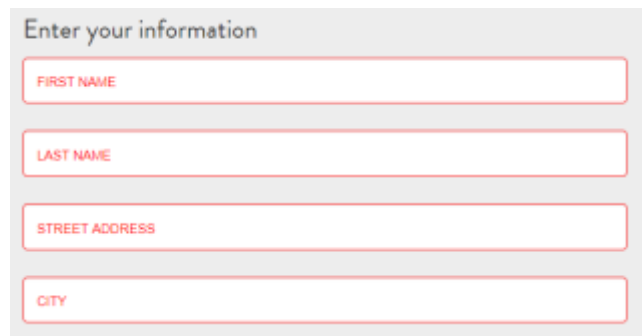 Enter your information
FIRST NAME
LAST NAME
STREET ADDRESS
CITY